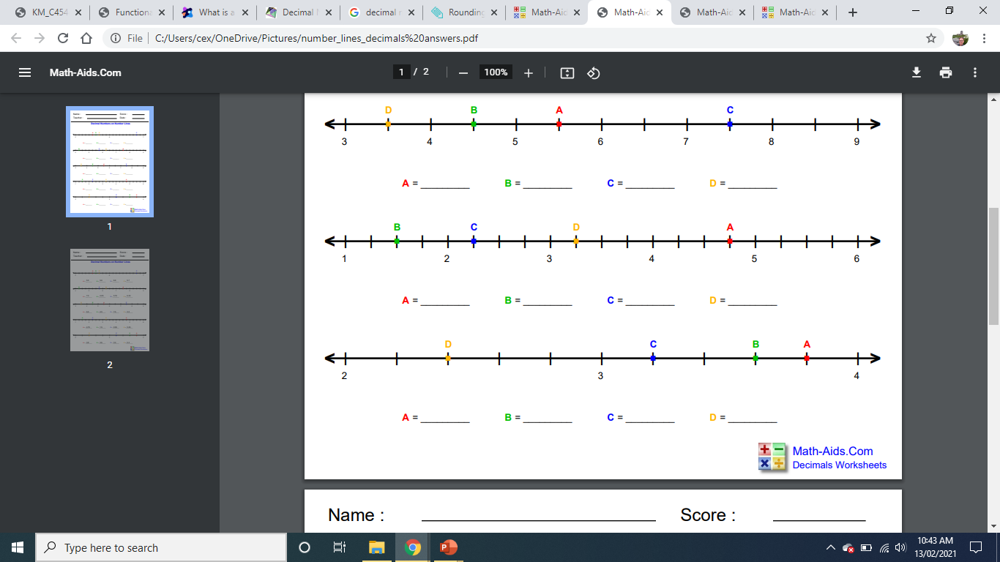 KM_C454 Functiona What is a Decimal decimal r Rounding Math-Aid Math-Aid Math-Aid Math-Aid
File C:/Users/cex/OneDrive/Pictures/number_lines_decimals%20answers.pdf
Math-Aids.Com 1 / 2 100%
D B A C
3 4 5 6 7 8 9
A = ________ B = ________ C = ________ D = ________
B C D A
1 2 3 4 5 6
A = ________ B = ________ C = ________ D = ________
D C B A
2 3 4
A = ________ B = ________ C = ________ D = ________
Math-Aids.Com
Decimals Worksheets
Name : ________ Score : ________
1
2
Type here to search
10:43 AM
13/02/2021